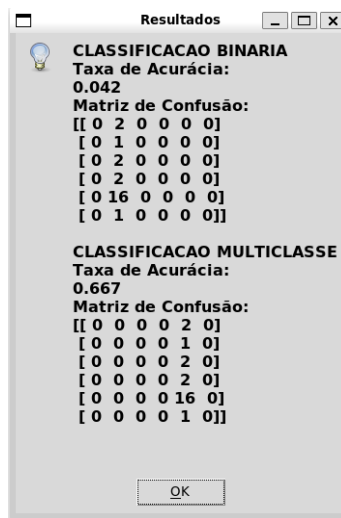 Resultados
CLASSIFICACAO BINARIA
Taxa de Acurácia:
0.042
Matriz de Confusão:
[[ 0 2 0 0 0 0]
[ 0 1 0 0 0 0]
[ 0 2 0 0 0 0]
[ 0 2 0 0 0 0]
[ 0 16 0 0 0 0]
[ 0 1 0 0 0 0]]
CLASSIFICACAO MULTICLASSE
Taxa de Acurácia:
0.667
Matriz de Confusão:
[[ 0 0 0 0 2 0]
[ 0 0 0 0 1 0]
[ 0 0 0 0 2 0]
[ 0 0 0 0 2 0]
[ 0 0 0 0 16 0]
[ 0 0 0 0 1 0]]
OK